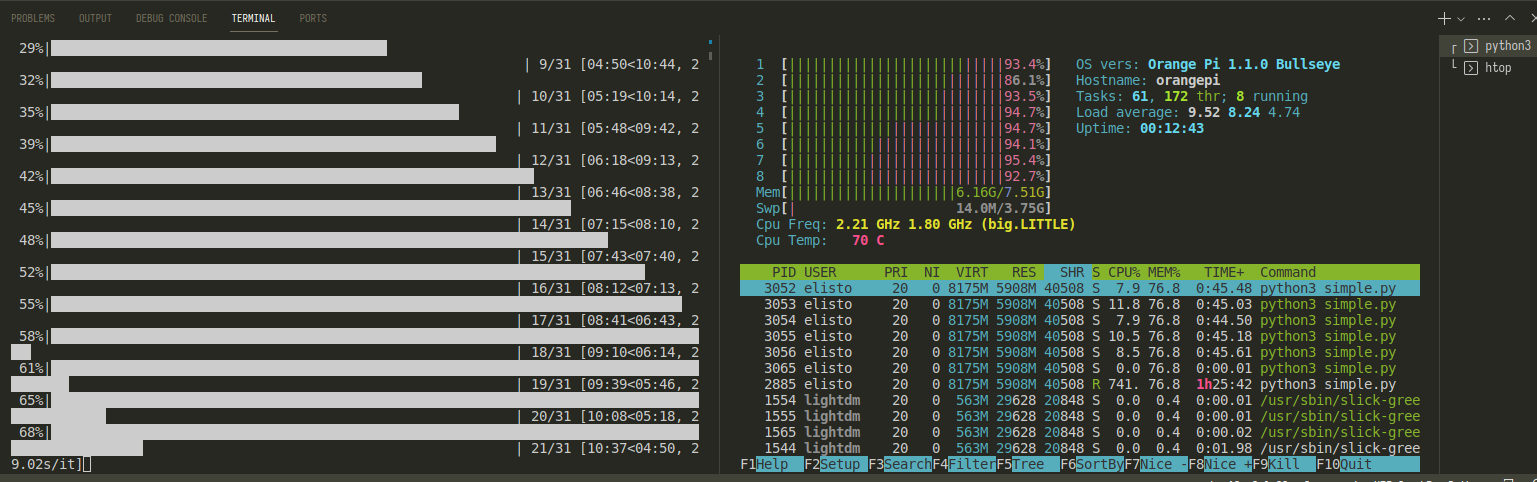 PROBLEMS OUTPUT DEBUG CONSOLE TERMINAL PORTS
29%|
| 9/31 [04:50<10:44, 2
32%|
| 10/31 [05:19<10:14, 2
35%|
| 11/31 [05:48<09:42, 2
39%|
| 12/31 [06:18<09:13, 2
42%|
| 13/31 [06:46<08:38, 2
45%|
| 14/31 [07:15<08:10, 2
48%|
| 15/31 [07:43<07:40, 2
52%|
| 16/31 [08:12<07:13, 2
55%|
| 17/31 [08:41<06:43, 2
58%|
| 18/31 [09:10<06:14, 2
61%|
| 19/31 [09:39<05:46, 2
65%|
| 20/31 [10:08<05:18, 2
68%|
| 21/31 [10:37<04:50, 2
9.02s/it]
1 [||||||||||||||||||||||||||93.4%] OS vers: Orange Pi 1.1.0 Bullseye
2 [||||||||||||||||||||||||||86.1%] Hostname: orangepi
3 [||||||||||||||||||||||||||93.5%] Tasks: 61, 172 thr; 8 running
4 [||||||||||||||||||||||||||94.7%] Load average: 9.52 8.24 4.74
5 [||||||||||||||||||||||||||94.7%] Uptime: 00:12:43
6 [||||||||||||||||||||||||||94.1%]
7 [||||||||||||||||||||||||||95.4%]
8 [||||||||||||||||||||||||||92.7%]
Mem[|||||||||||||||||||||6.16G/7.51G]
Swp[| 14.0M/3.75G]
Cpu Freq: 2.21 GHz 1.80 GHz (big.LITTLE)
Cpu Temp: 70 C
PID USER PRI NI VIRT RES SHR S CPU% MEM% TIME+ Command
3052 elisto 20 0 8175M 5908M 40508 S 7.9 76.8 0:45.48 python3 simple.py
3053 elisto 20 0 8175M 5908M 40508 S 11.8 76.8 0:45.03 python3 simple.py
3054 elisto 20 0 8175M 5908M 40508 S 7.9 76.8 0:44.50 python3 simple.py
3055 elisto 20 0 8175M 5908M 40508 S 10.5 76.8 0:45.18 python3 simple.py
3056 elisto 20 0 8175M 5908M 40508 S 8.5 76.8 0:45.61 python3 simple.py
3065 elisto 20 0 8175M 5908M 40508 S 0.0 76.8 0:00.01 python3 simple.py
2885 elisto 20 0 8175M 5908M 40508 R 741. 76.8 1h25:42 python3 simple.py
1554 lightdm 20 0 563M 29628 20848 S 0.0 0.4 0:00.01 /usr/sbin/slick-gree
1555 lightdm 20 0 563M 29628 20848 S 0.0 0.4 0:00.00 /usr/sbin/slick-gree
1565 lightdm 20 0 563M 29628 20848 S 0.0 0.4 0:00.02 /usr/sbin/slick-gree
1544 lightdm 20 0 563M 29628 20848 S 0.0 0.4 0:01.98 /usr/sbin/slick-gree
F1Help F2Setup F3SearchF4FilterF5Tree F6SortByF7Nice -F8Nice +F9Kill F10Quit
python3
htop